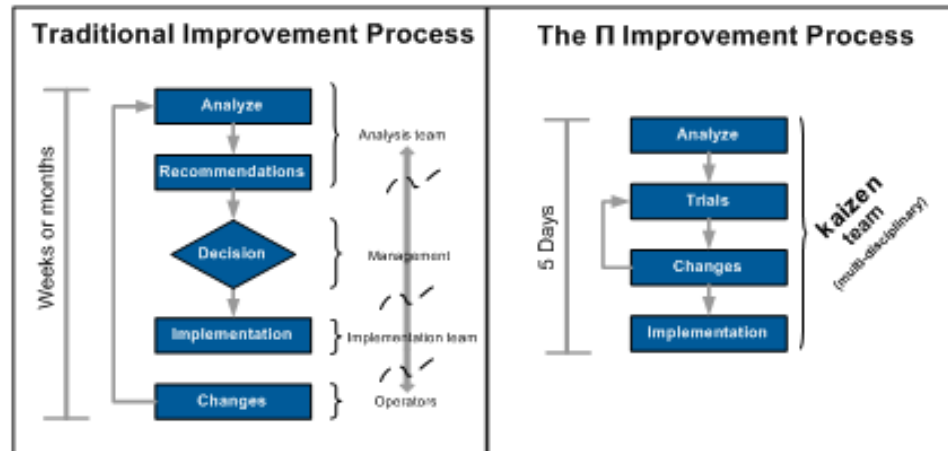 Traditional Improvement Process
Weeks or months
Analyze
Recommendations
Analysis team
Decision
Management
Implementation
Implementation team
Changes
Operators
The Π Improvement Process
5 Days
Analyze
Trials
Changes
Implementation
kaizen
team
(multi-disciplinary)